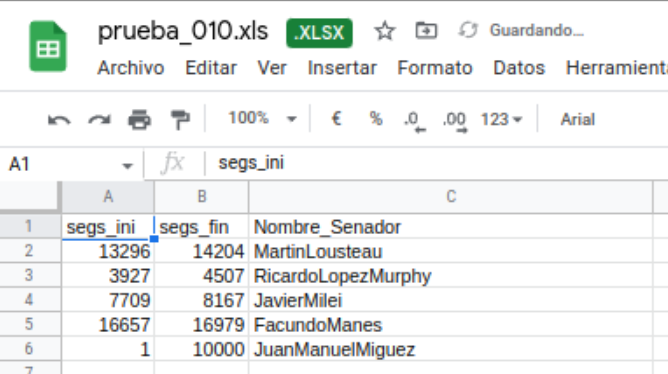 prueba_010.xls .XLSX Guardando...
Archivo Editar Ver Insertar Formato Datos Herramient
100% € % .0 .00 123 Arial
A1 fx segs_ini
A B C
1 segs_ini segs_fin Nombre_Senador
2 13296 14204 MartinLousteau
3 3927 4507 RicardoLopezMurphy
4 7709 8167 JavierMilei
5 16657 16979 FacundoManes
6 1 10000 JuanManuelMiguez
7